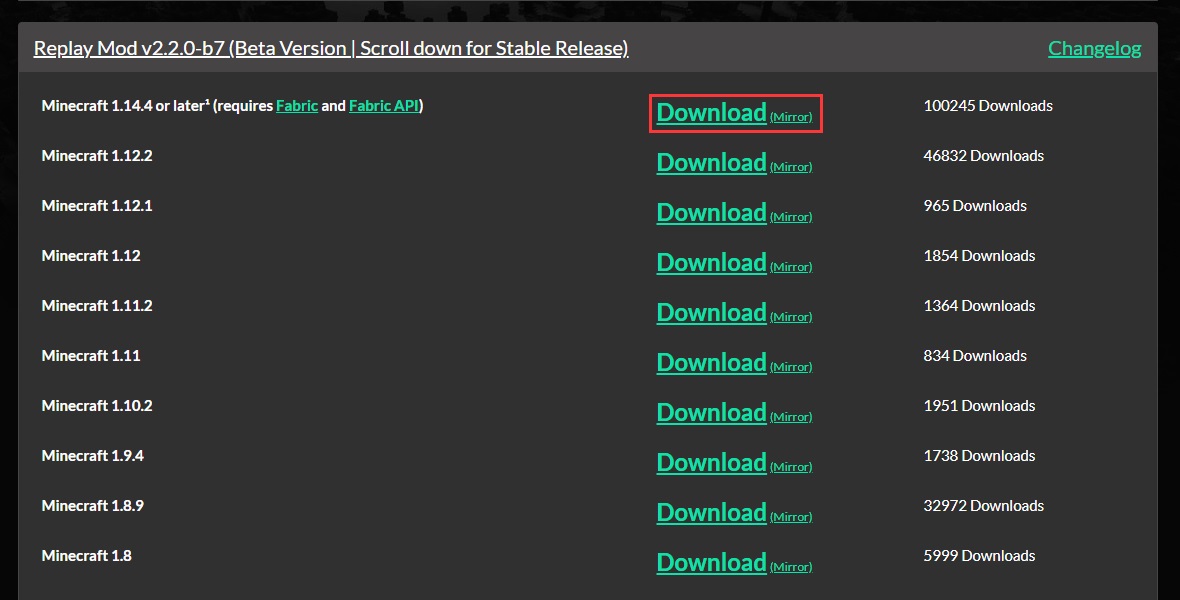 Replay Mod v2.2.0-b7 (Beta Version | Scroll down for Stable Release) Changelog
Minecraft 1.14.4 or later¹ (requires Fabric and Fabric API) Download (Mirror) 100245 Downloads
Minecraft 1.12.2 Download (Mirror) 46832 Downloads
Minecraft 1.12.1 Download (Mirror) 965 Downloads
Minecraft 1.12 Download (Mirror) 1854 Downloads
Minecraft 1.11.2 Download (Mirror) 1364 Downloads
Minecraft 1.11 Download (Mirror) 834 Downloads
Minecraft 1.10.2 Download (Mirror) 1951 Downloads
Minecraft 1.9.4 Download (Mirror) 1738 Downloads
Minecraft 1.8.9 Download (Mirror) 32972 Downloads
Minecraft 1.8 Download (Mirror) 5999 Downloads